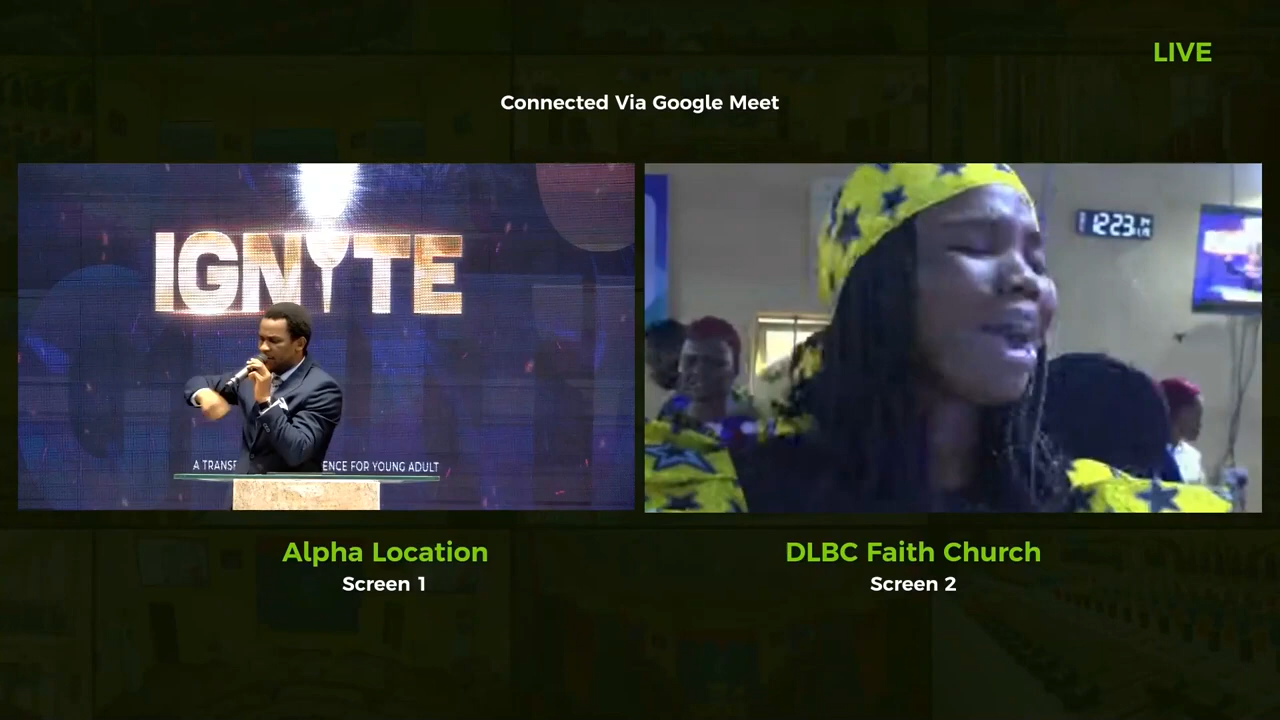 LIVE
Connected Via Google Meet
IGNITE
12:23
A TRANSF ENCE FOR YOUNG ADULT
Alpha Location
DLBC Faith Church
Screen 1
Screen 2